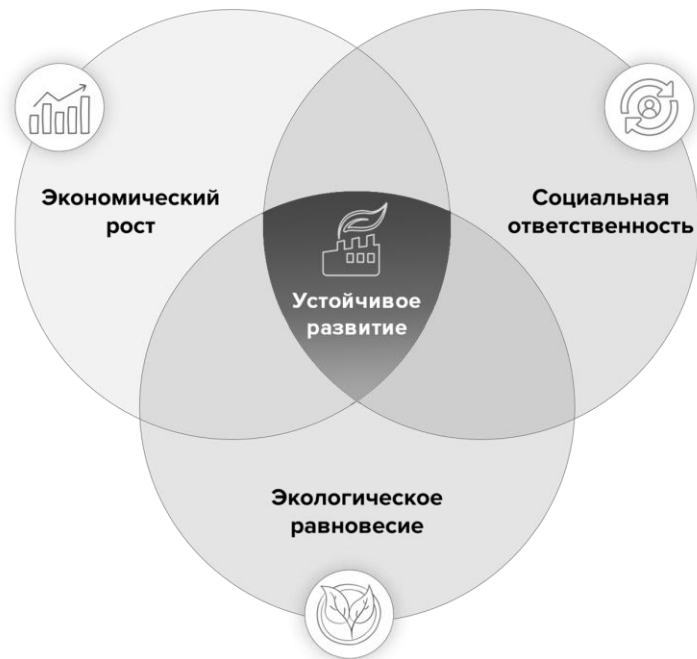 Экономический
рост
Социальная
ответственность
Устойчивое
развитие
Экологическое
равновесие